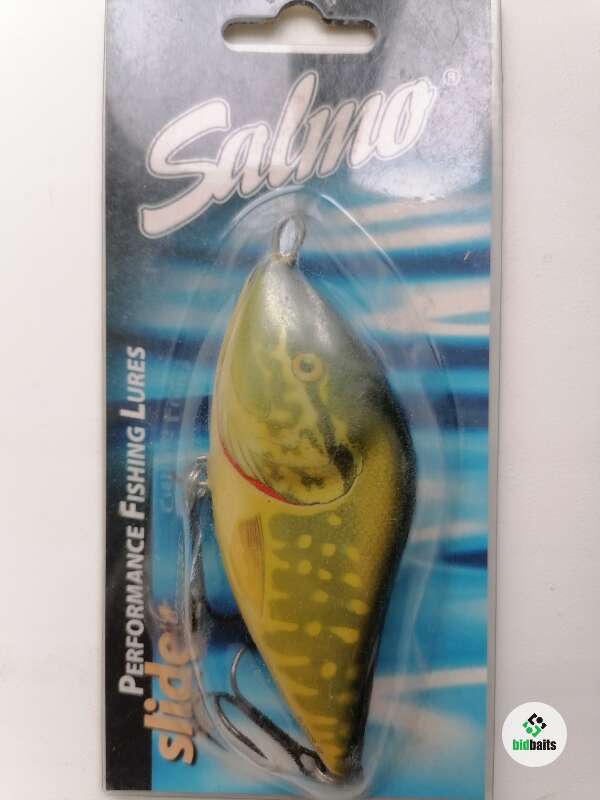 Salmo®
PERFORMANCE FISHING LURES
slider
bidbaits